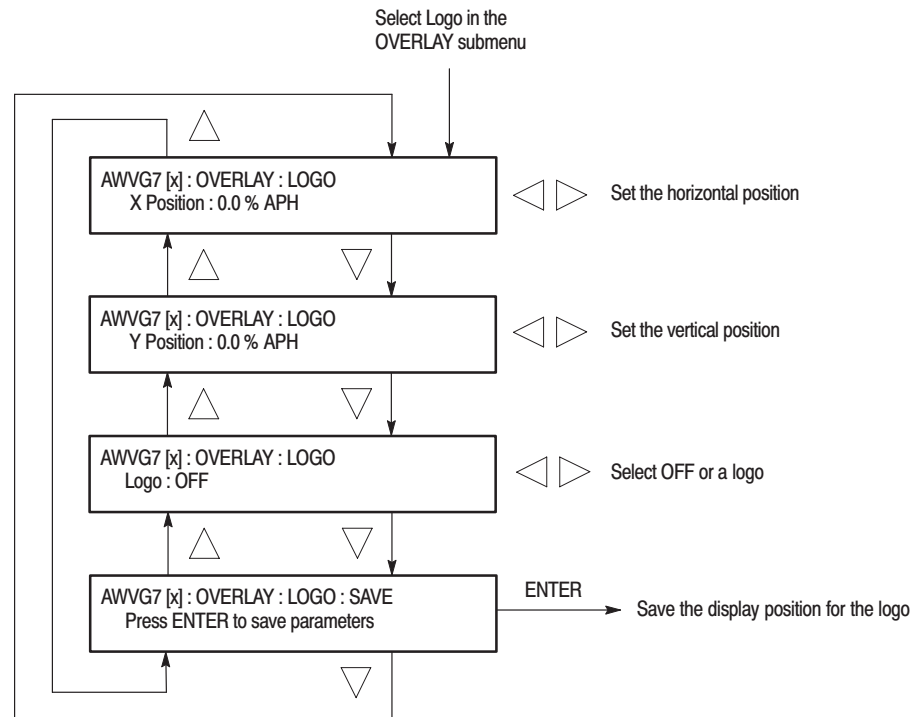 Select Logo in the
OVERLAY submenu
AWVG7 [x] : OVERLAY : LOGO
X Position : 0.0 % APH
Set the horizontal position
AWVG7 [x] : OVERLAY : LOGO
Y Position : 0.0 % APH
Set the vertical position
AWVG7 [x] : OVERLAY : LOGO
Logo : OFF
Select OFF or a logo
AWVG7 [x] : OVERLAY : LOGO : SAVE
Press ENTER to save parameters
ENTER
Save the display position for the logo